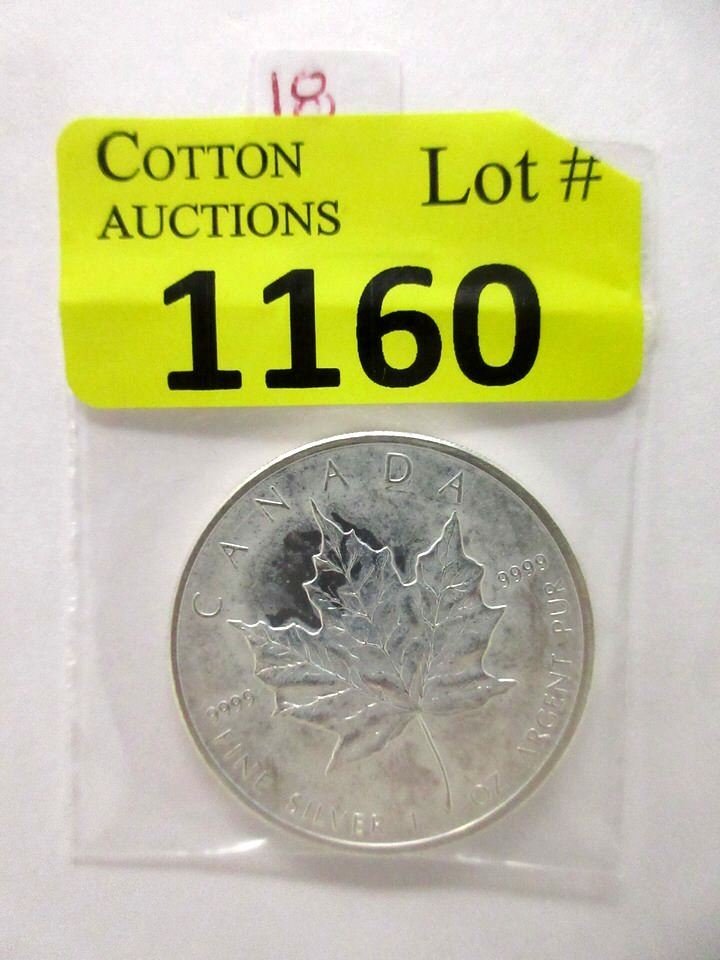 18
COTTON
AUCTIONS
Lot #
1160
CANADA
9999
9999
FINE SILVER 1 OZ ARGENT PUR